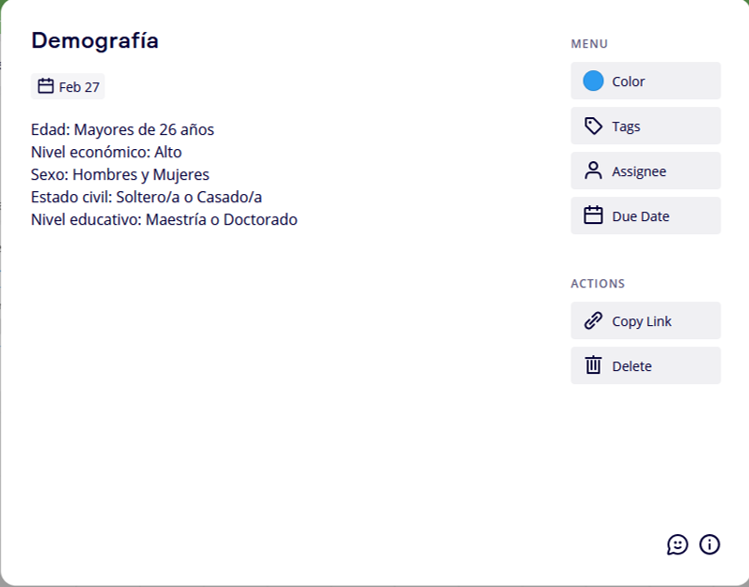 Demografía
Feb 27
Edad: Mayores de 26 años
Nivel económico: Alto
Sexo: Hombres y Mujeres
Estado civil: Soltero/a o Casado/a
Nivel educativo: Maestría o Doctorado
MENU
Color
Tags
Assignee
Due Date
ACTIONS
Copy Link
Delete